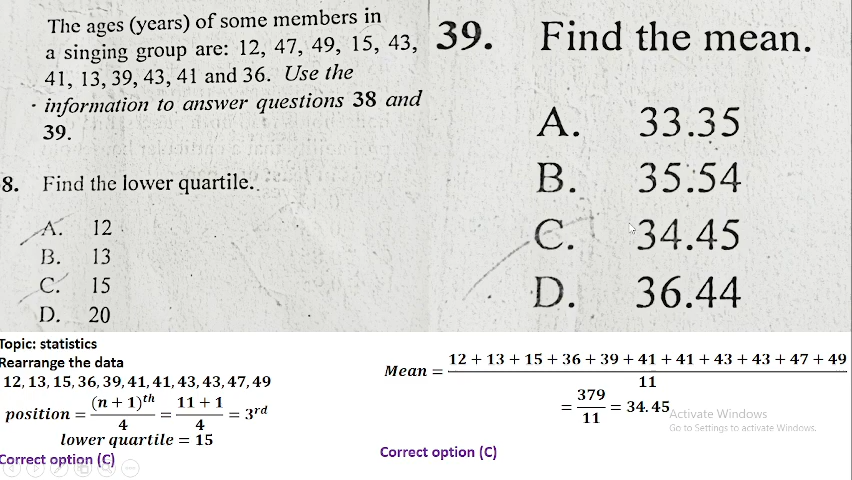 The ages (years) of some members in
a singing group are: 12, 47, 49, 15, 43,
41, 13, 39, 43, 41 and 36. Use the
information to answer questions 38 and
39.
8. Find the lower quartile.
A. 12
B. 13
C. 15
D. 20
39. Find the mean.
A. 33.35
B. 35.54
C. 34.45
D. 36.44
Topic: statistics
Rearrange the data
12, 13, 15, 36, 39, 41, 41, 43, 43, 47, 49
position = (n + 1)^th / 4 = 11 + 1 / 4 = 3^rd
lower quartile = 15
Correct option (C)
Mean = 12 + 13 + 15 + 36 + 39 + 41 + 41 + 43 + 43 + 47 + 49 / 11
= 379 / 11 = 34.45
Correct option (C)
Activate Windows
Go to Settings to activate Windows.